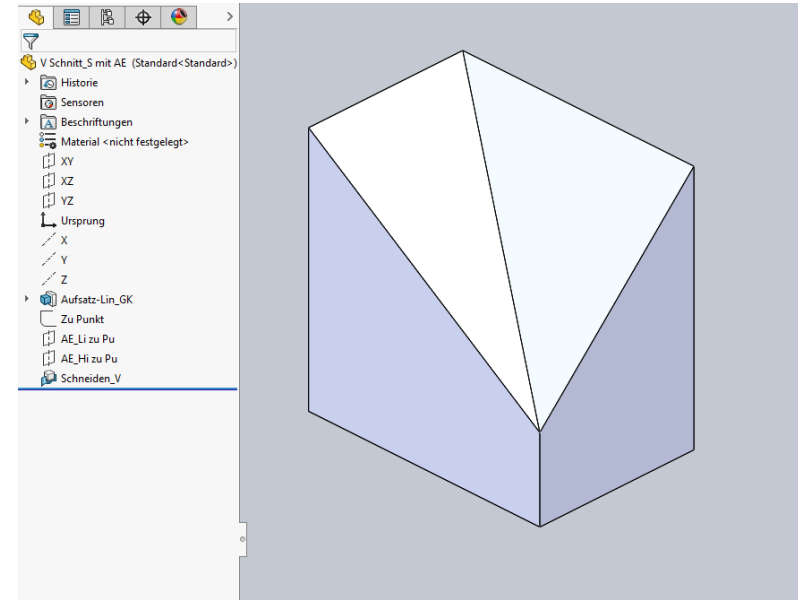 V Schnitt_S mit AE (Standard<Standard>)
Historie
Sensoren
Beschriftungen
Material <nicht festgelegt>
XY
XZ
YZ
Ursprung
X
Y
Z
Aufsatz-Lin_GK
Zu Punkt
AE_Li zu Pu
AE_Hi zu Pu
Schneiden_V